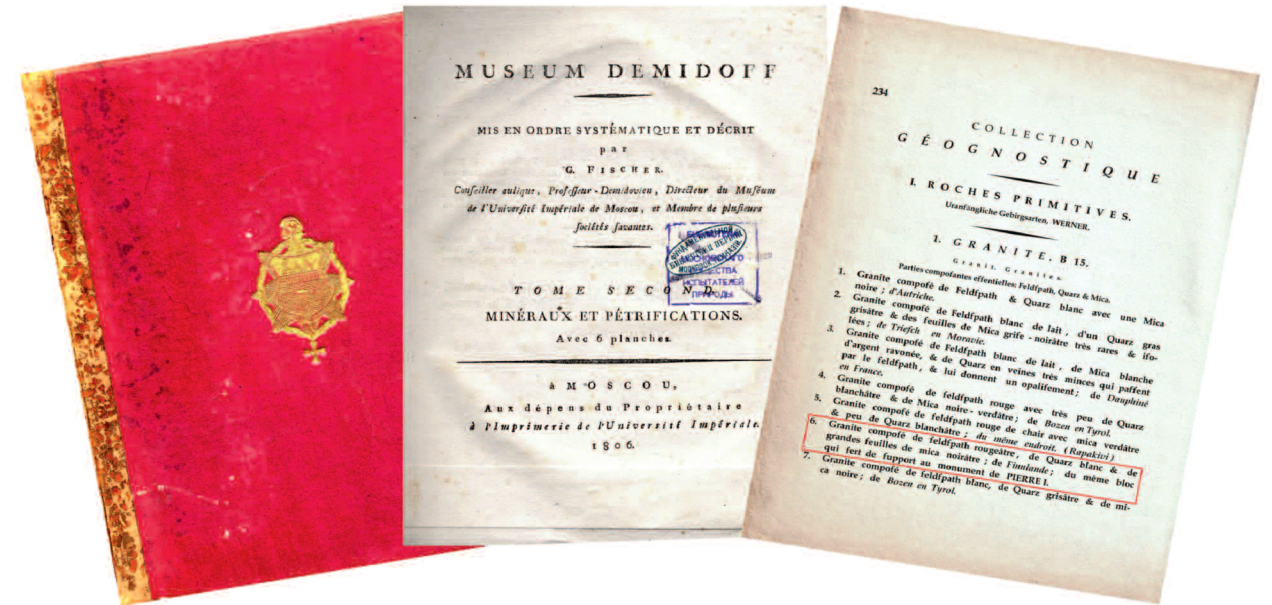 MUSEUM DEMIDOFF
MIS EN ORDRE SYSTÉMATIQUE ET DÉCRIT
par
G. FISCHER.
Conſeiller aulique, Profeſſeur-Demidovien, Directeur du Muſéum
de l'Univerſité Impériale de Moscou, et Membre de pluſieurs
ſociétés ſavantes.
БИБЛИОТЕКА
МОСКОВСКОГО
ОБЩЕСТВА
ИСПЫТАТЕЛЕЙ
ПРИРОДЫ
TOME SECOND.
MINÉRAUX ET PÉTRIFICATIONS.
Avec 6 planches.
à MOSCOU,
Aux dépens du Propriétaire
à l'Imprimerie de l'Univerſité Impériale.
1806.
234
COLLECTION
GÉOGNOSTIQUE
I. ROCHES PRIMITIVES.
Uranfängliche Gebirgsarten, WERNER.
1. GRANITE. B 15.
Granit. Granites.
Parties compoſantes eſſentielles: Feldſpath, Quarz & Mica.
1. Granite compoſé de Feldſpath & Quarz blanc avec une Mica
noire; d'Autriche.
2. Granite compoſé de Feldſpath blanc de lait, d'un Quarz gras
griſâtre & des feuilles de Mica griſe-noirâtre très rares & iſo-
lées; de Trieſch en Moravie.
3. Granite compoſé de Feldſpath blanc de lait, de Mica blanche
d'argent rayonée, & de Quarz en veines très minces qui paſſent
par le feldſpath, & lui donnent un opaliſement; de Dauphiné
en France.
4. Granite compoſé de feldſpath rouge avec très peu de Quarz
blanchâtre & de Mica noire-verdâtre; de Bozen en Tyrol.
5. Granite compoſé de feldſpath rouge de chair avec mica verdâtre
& peu de Quarz blanchâtre; du même endroit. (Rapakivi)
6. Granite compoſé de feldſpath rougeâtre, de Quarz blanc & de
grandes feuilles de mica noirâtre; de Finnlande; du même bloc
qui ſert de ſupport au monument de PIERRE I.
7. Granite compoſé de feldſpath blanc, de Quarz griſâtre & de mi-
ca noire; de Bozen en Tyrol.